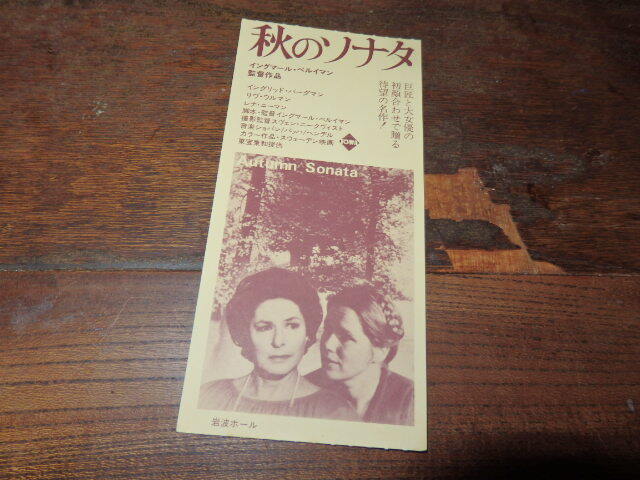 秋のソナタ
イングマール・ベルイマン
監督作品
巨匠と大女優の
初顔合わせで贈る
待望の名作!
イングリッド・バーグマン
リヴ・ウルマン
レナ・ニーマン
脚本・監督イングマール・ベルイマン
撮影監督スヴェン・ニークヴィスト
音楽ショパン/バッハ/ヘンデル
カラー作品・スウェーデン映画
東宝東和提供
TOWA
Autumn Sonata
岩波ホール